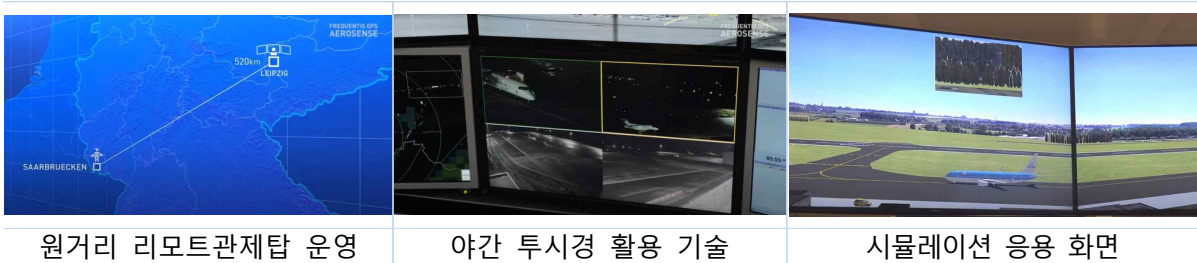 FREQUENTIS DFS
AEROSENSE
520km
LEIPZIG
SAARBRUECKEN
FREQUENTIS DFS
AEROSENSE
05:55
원거리 리모트관제탑 운영
야간 투시경 활용 기술
시뮬레이션 응용 화면